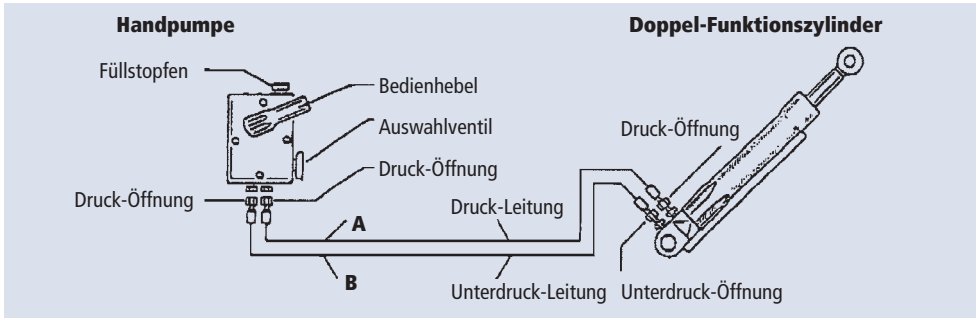 Handpumpe
Doppel-Funktionszylinder
Füllstopfen
Bedienhebel
Auswahlventil
Druck-Öffnung
Druck-Öffnung
Druck-Öffnung
Druck-Leitung
A
B
Unterdruck-Leitung
Unterdruck-Öffnung